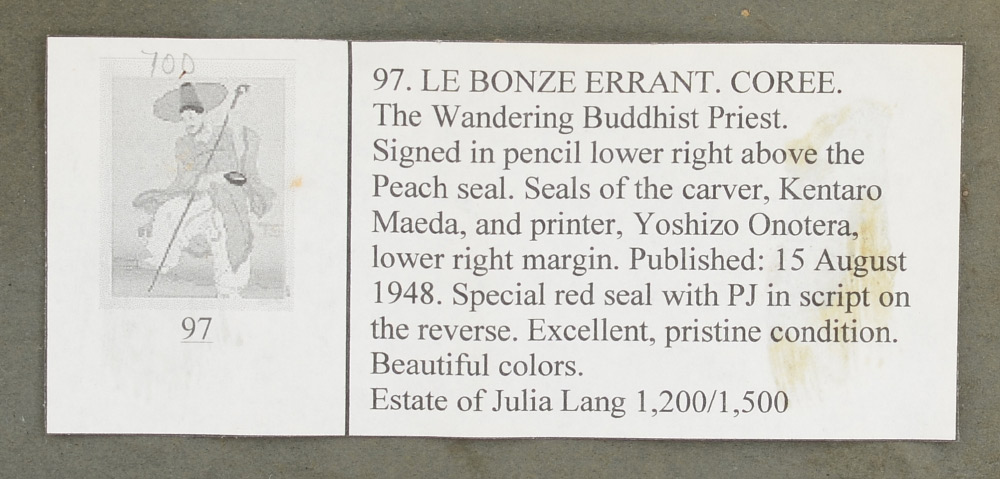 700
97
97. LE BONZE ERRANT. COREE.
The Wandering Buddhist Priest.
Signed in pencil lower right above the
Peach seal. Seals of the carver, Kentaro
Maeda, and printer, Yoshizo Onotera,
lower right margin. Published: 15 August
1948. Special red seal with PJ in script on
the reverse. Excellent, pristine condition.
Beautiful colors.
Estate of Julia Lang 1,200/1,500